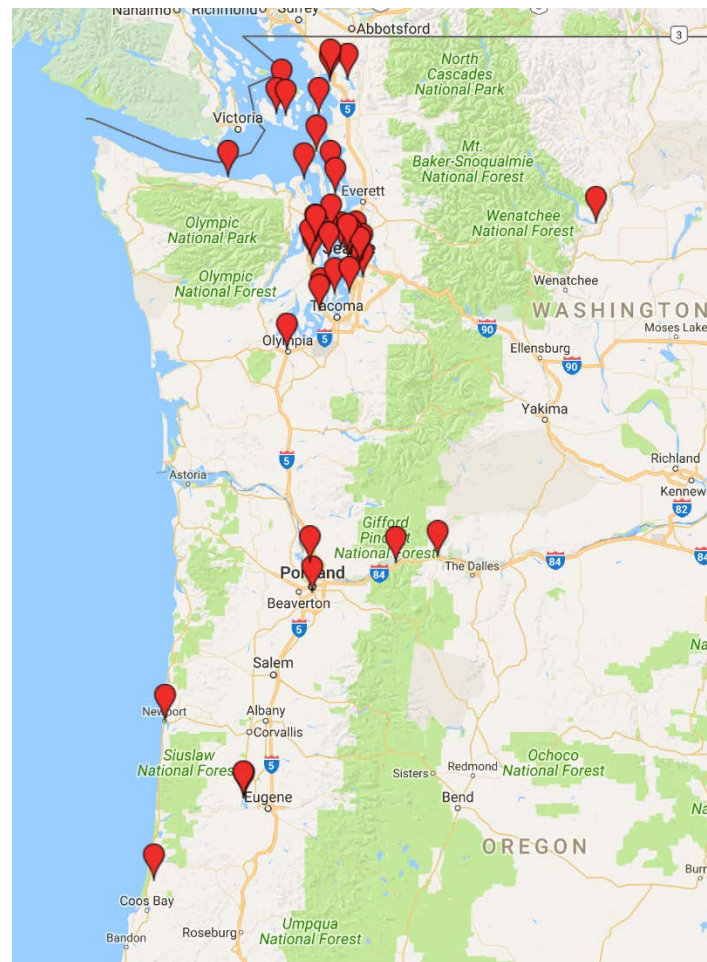 Nanaimo
Richmond
Surrey
Abbotsford
3
North
Cascades
National Park
5
Victoria
Mt.
Baker-Snoqualmie
National Forest
Everett
Wenatchee
National Forest
Olympic
National Park
Olympic
National Forest
Wenatchee
Tacoma
WASHINGTON
90
Moses Lake
5
Olympia
Ellensburg
90
Yakima
5
Richland
Astoria
Kennew
82
Gifford
National Forest
84
84
84
The Dalles
Beaverton
5
Salem
Newport
Albany
Corvallis
Siuslaw
National Fores
5
Ochoco
National Forest
Sisters
Redmond
Eugene
Bend
OREGON
Coos Bay
Roseburg
Umpqua
National Forest
Bandon